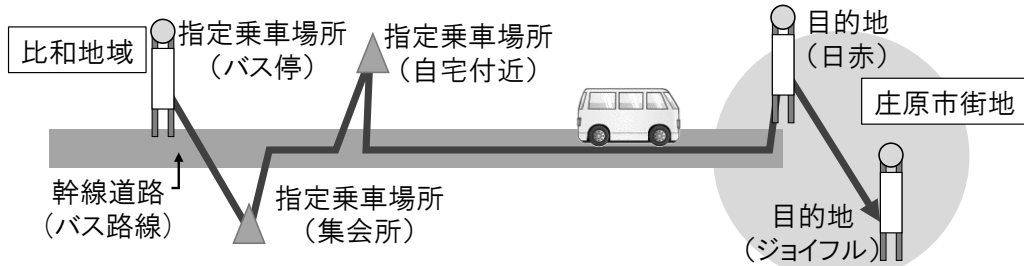 比和地域
指定乗車場所
（バス停）
指定乗車場所
（自宅付近）
目的地
（日赤）
庄原市街地
幹線道路
（バス路線）
指定乗車場所
（集会所）
目的地
（ジョイフル）